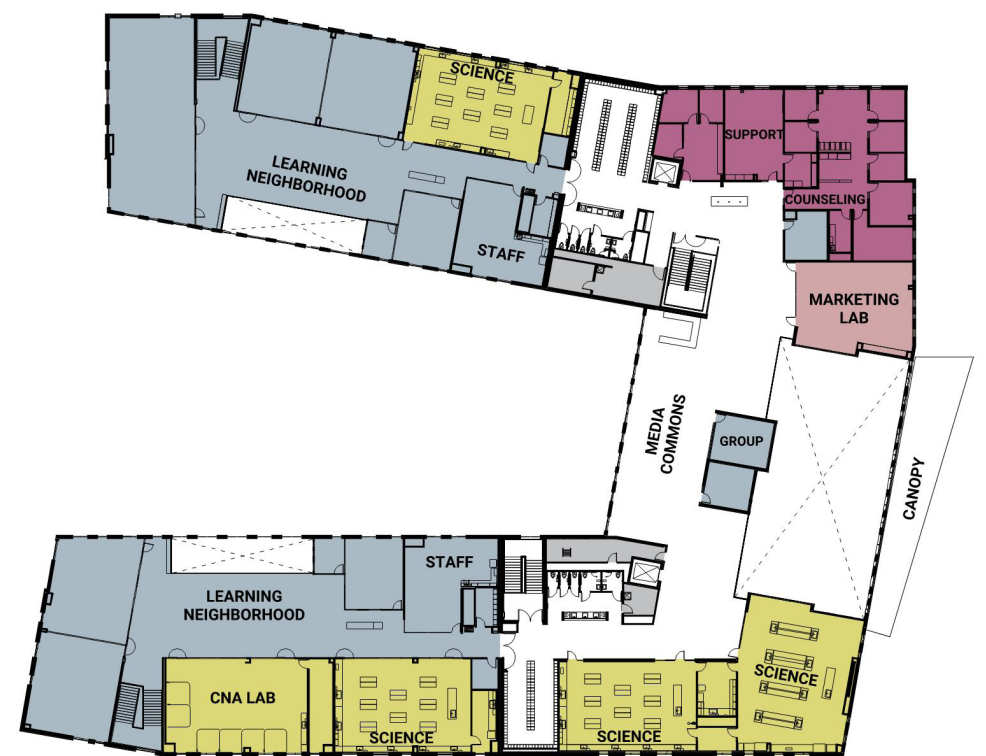 SCIENCE
SUPPORT
LEARNING
NEIGHBORHOOD
COUNSELING
STAFF
MARKETING
LAB
MEDIA
COMMONS
GROUP
CANOPY
STAFF
LEARNING
NEIGHBORHOOD
SCIENCE
CNA LAB
SCIENCE
SCIENCE